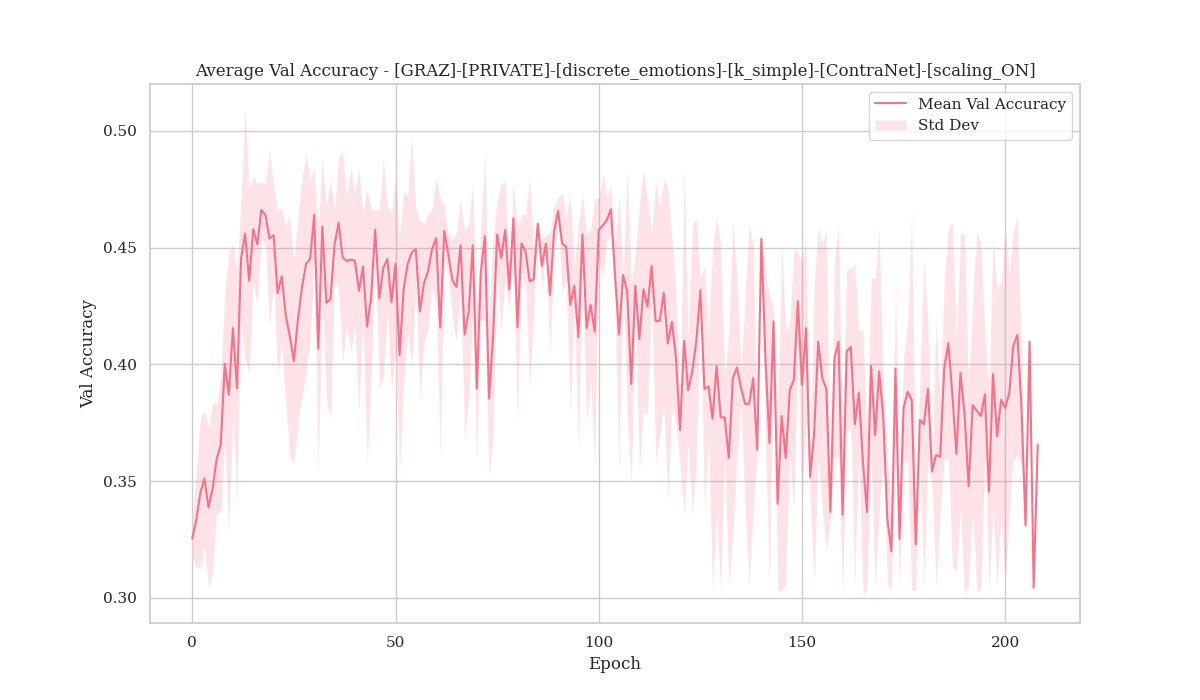 Average Val Accuracy - [GRAZ]-[PRIVATE]-[discrete_emotions]-[k_simple]-[ContraNet]-[scaling_ON]
Mean Val Accuracy
Std Dev
0.50
0.45
0.40
0.35
0.30
Val Accuracy
0
50
100
150
200
Epoch